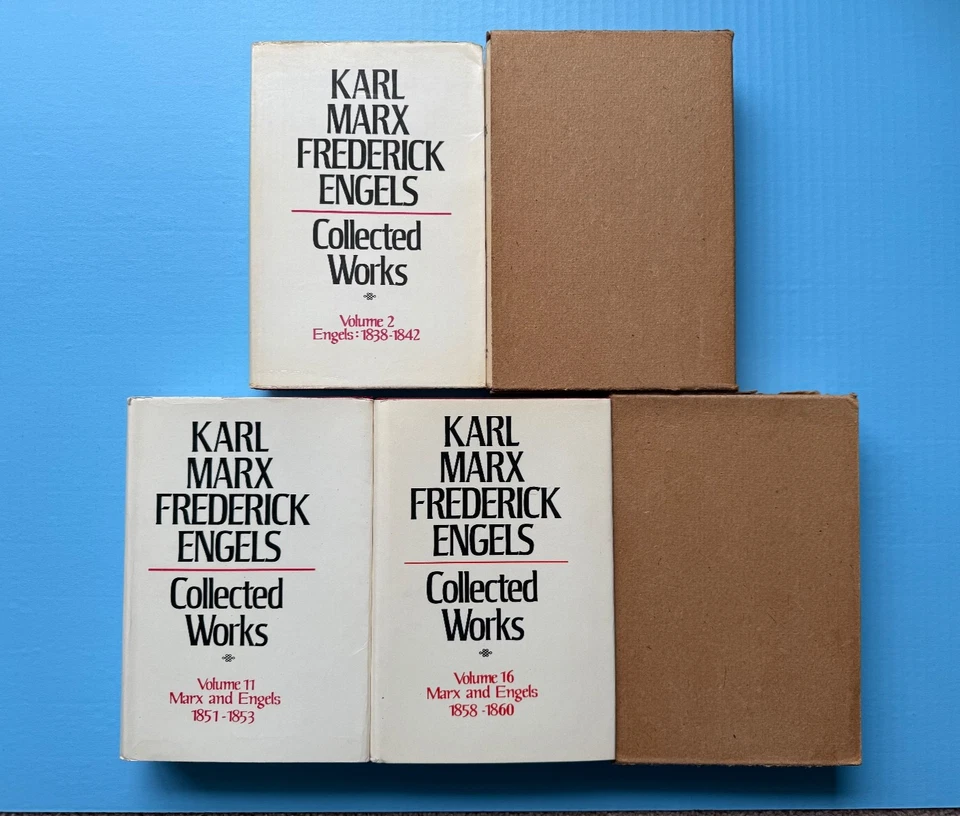 KARL
MARX
FREDERICK
ENGELS
Collected
Works
Volume 2
Engels: 1838-1842
KARL
MARX
FREDERICK
ENGELS
Collected
Works
Volume 11
Marx and Engels
1851-1853
KARL
MARX
FREDERICK
ENGELS
Collected
Works
Volume 16
Marx and Engels
1858-1860